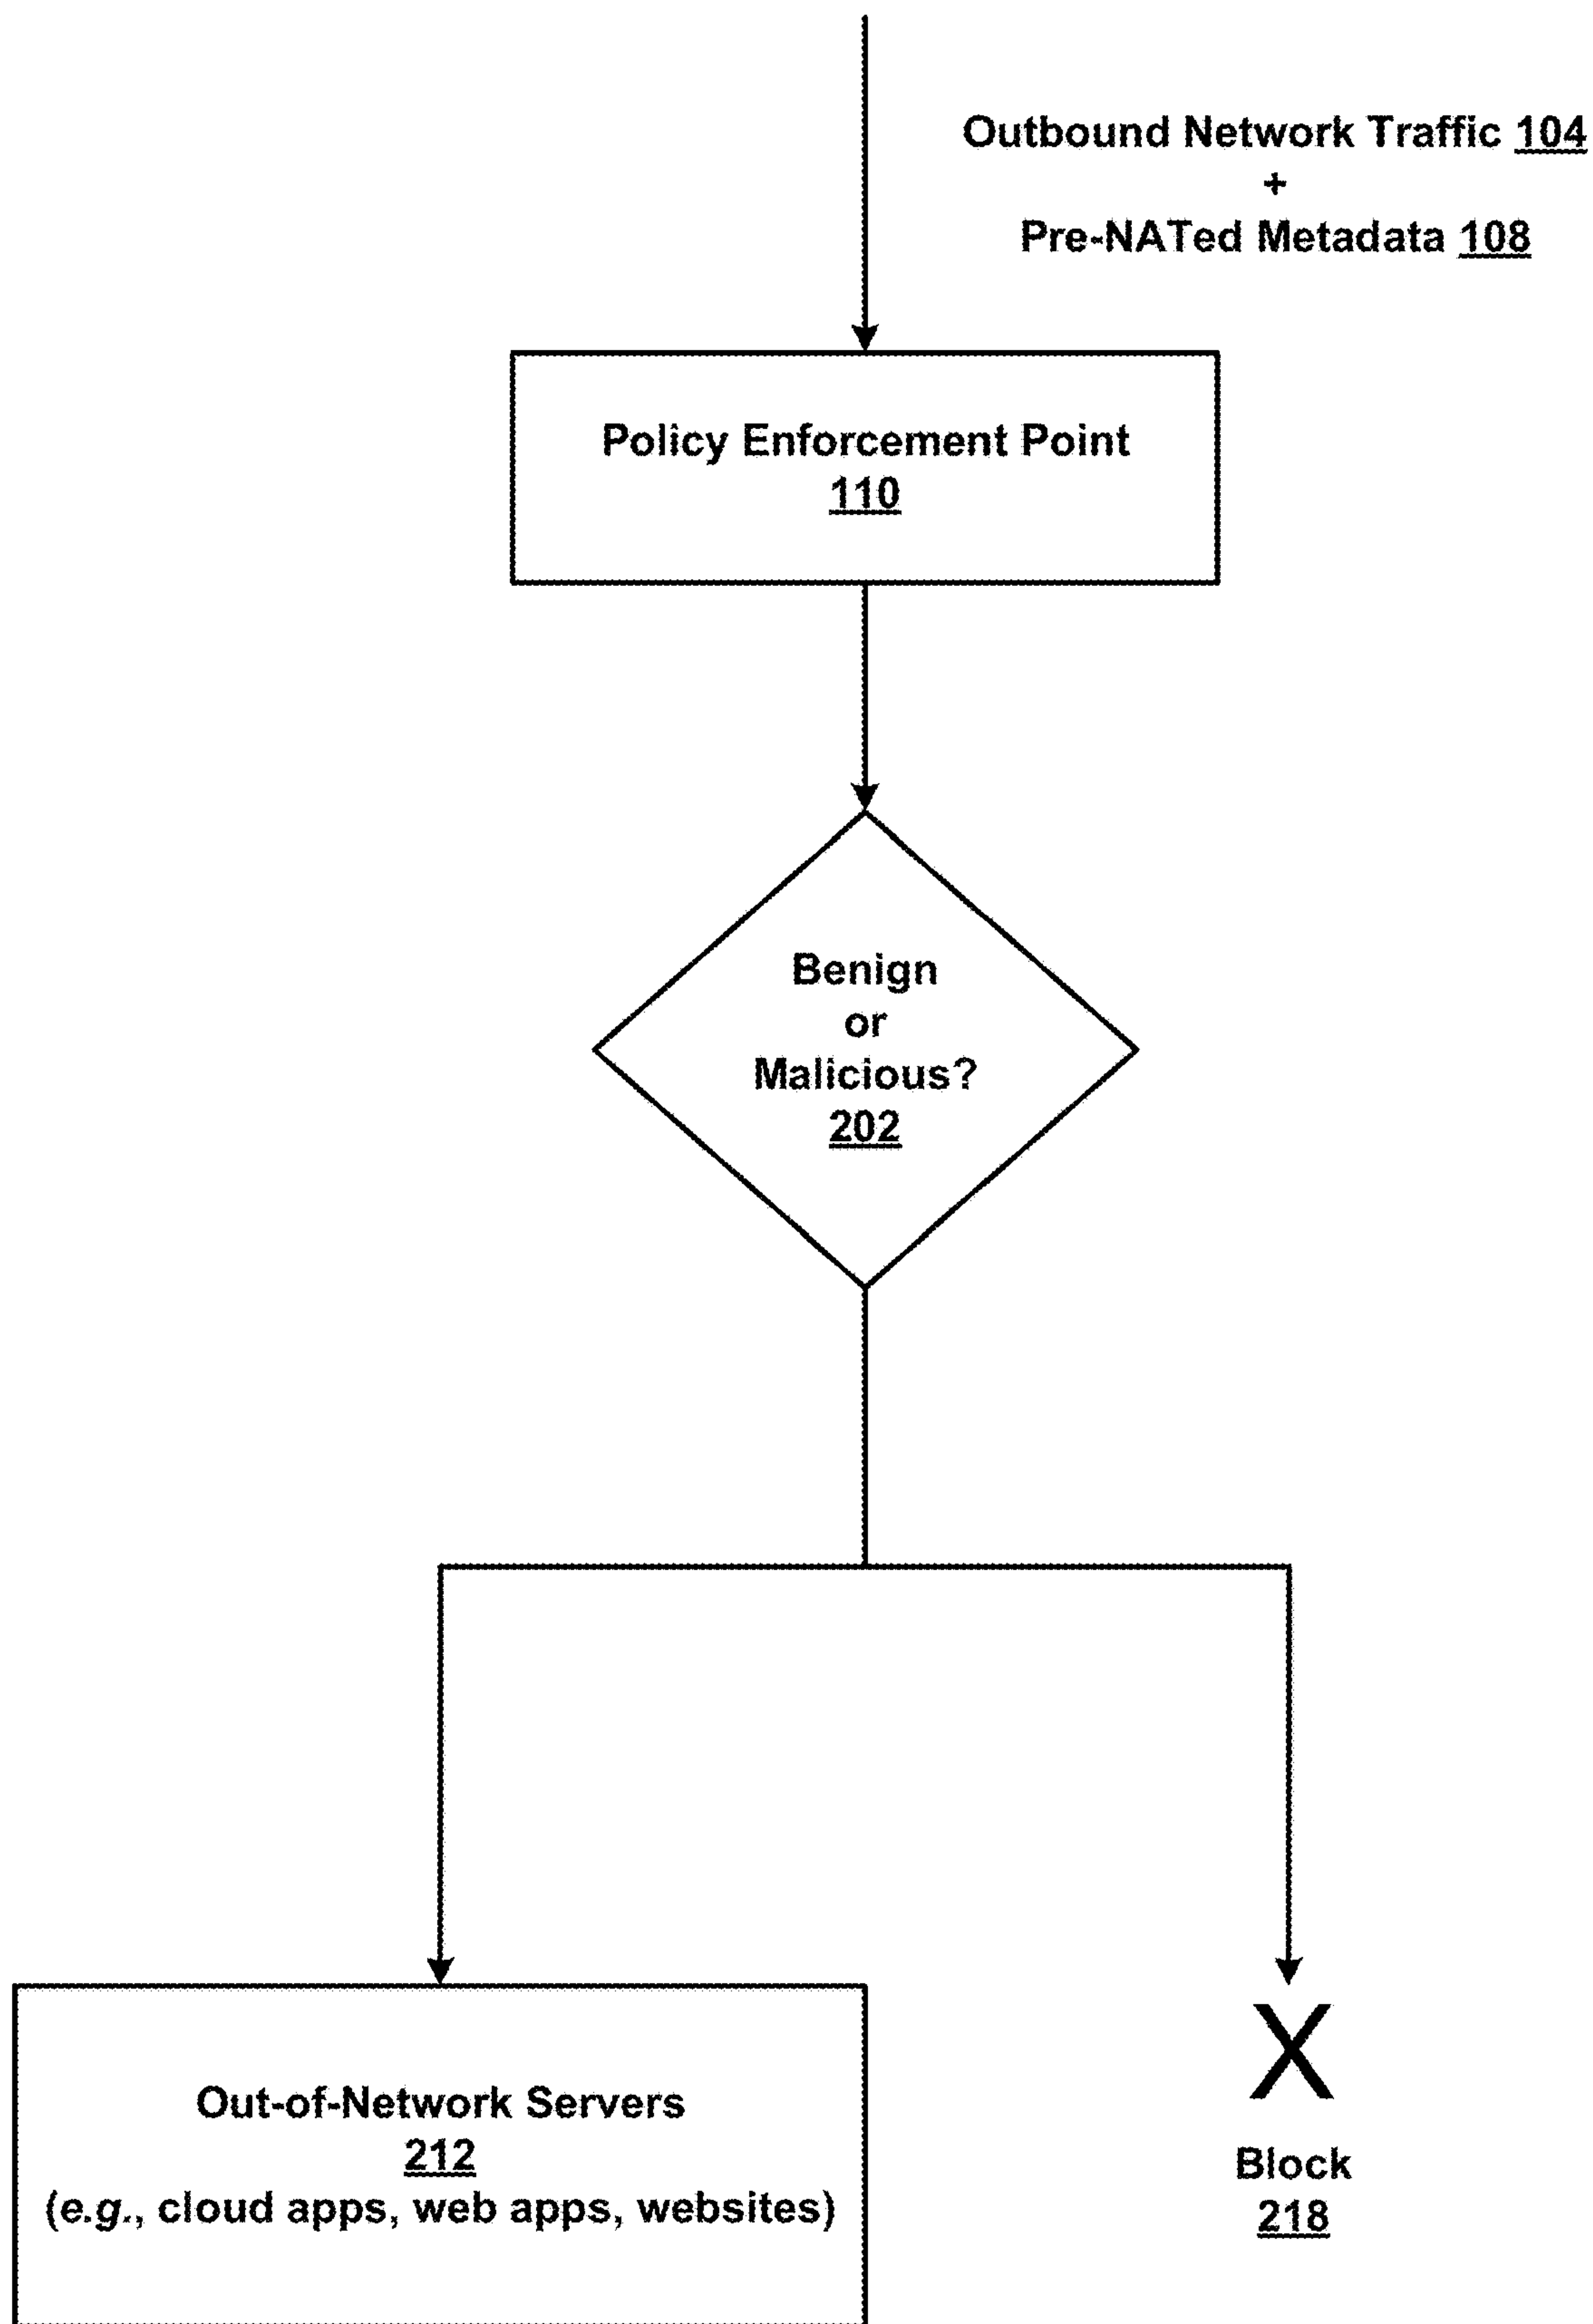 Outbound Network Traffic 104
+
Pre-NATed Metadata 108
Policy Enforcement Point
110
Benign
or
Malicious?
202
Out-of-Network Servers
212
(e.g., cloud apps, web apps, websites)
X
Block
218